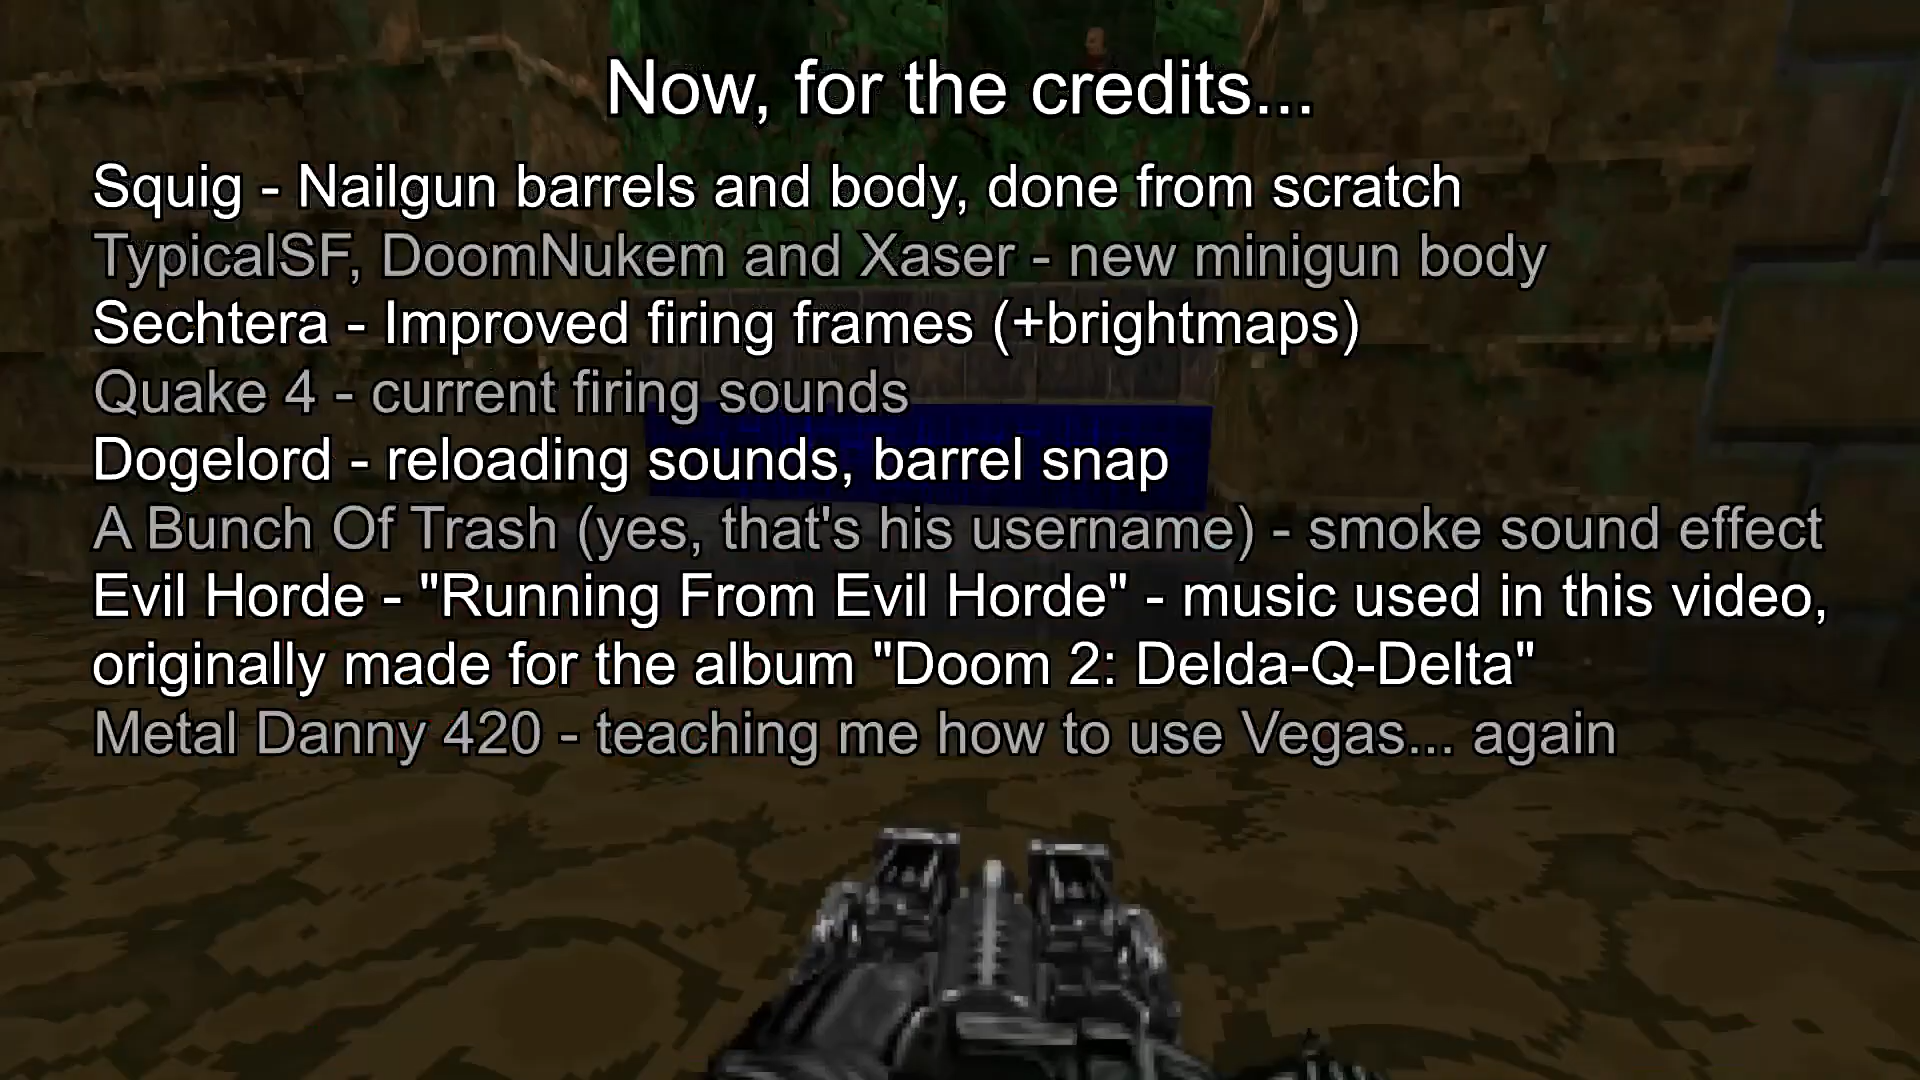 Now, for the credits...
Squig - Nailgun barrels and body, done from scratch
TypicalSF, DoomNukem and Xaser - new minigun body
Sechtera - Improved firing frames (+brightmaps)
Quake 4 - current firing sounds
Dogelord - reloading sounds, barrel snap
A Bunch Of Trash (yes, that's his username) - smoke sound effect
Evil Horde - "Running From Evil Horde" - music used in this video,
originally made for the album "Doom 2: Delda-Q-Delta"
Metal Danny 420 - teaching me how to use Vegas... again